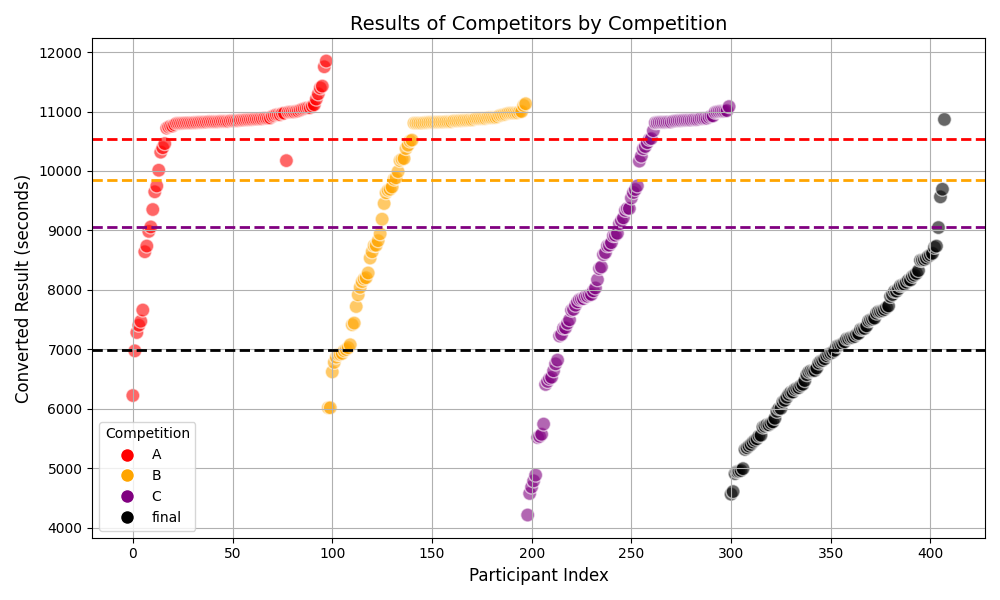 Results of Competitors by Competition
12000
11000
10000
9000
8000
7000
6000
5000
4000
Converted Result (seconds)
Competition
A
B
C
final
0 50 100 150 200 250 300 350 400
Participant Index